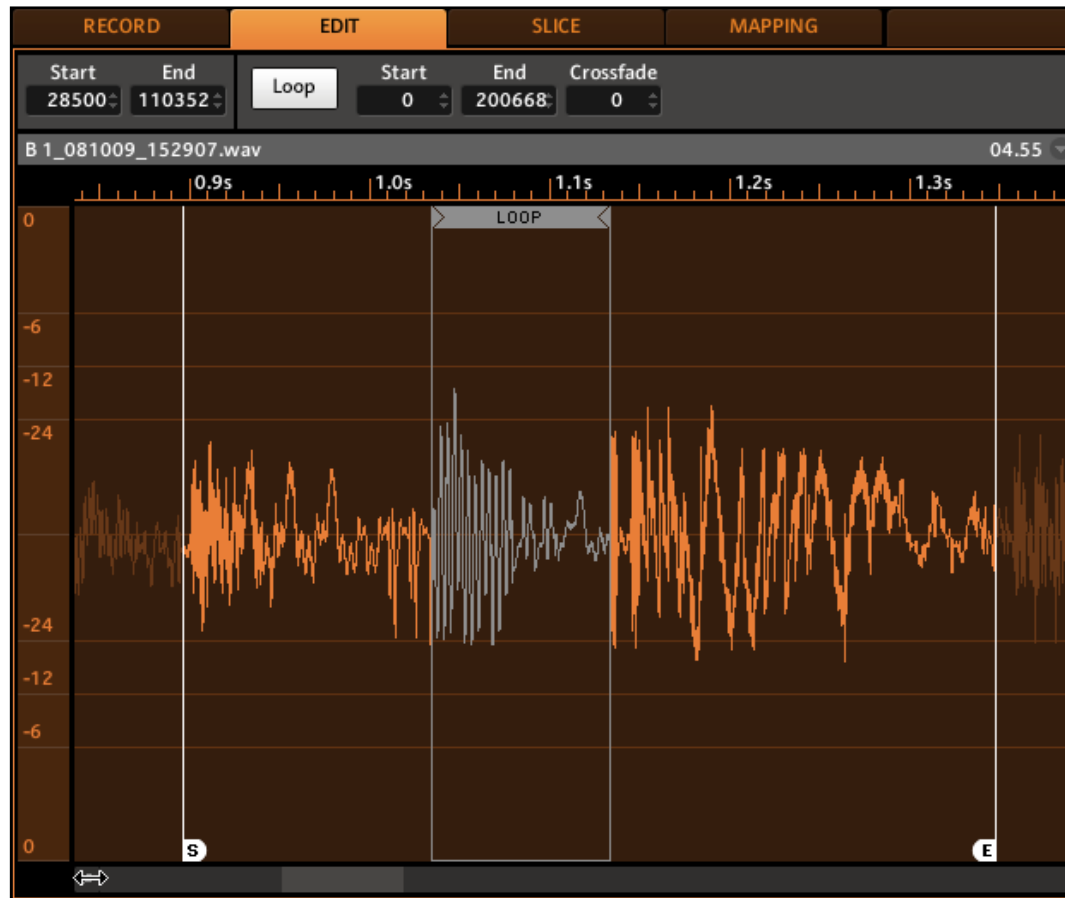 RECORD EDIT SLICE MAPPING
Start End Loop Start End Crossfade
28500 110352 0 200668 0
B 1_081009_152907.wav 04.55
0.9s 1.0s 1.1s 1.2s 1.3s
0 LOOP
-6
-12
-24
-24
-12
-6
0 S E